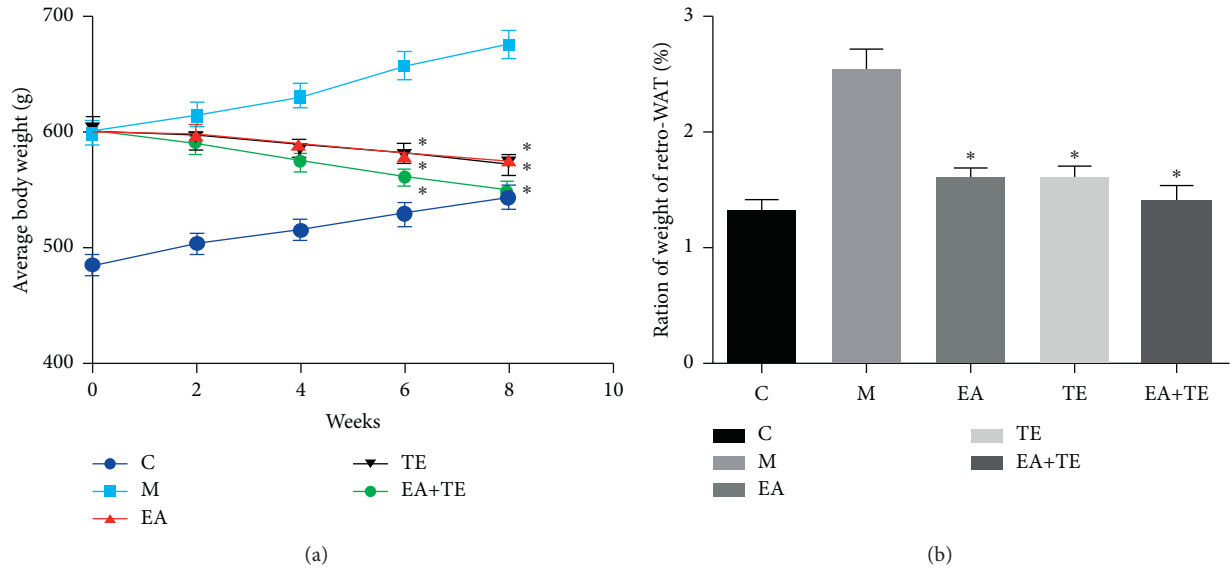 700
600
500
400
Average body weight (g)
* *
* *
* *
0 2 4 6 8 10
Weeks
C
M
EA
TE
EA+TE
(a)
3
2
1
0
Ration of weight of retro-WAT (%)
* * *
C M EA TE EA+TE
C
M
EA
TE
EA+TE
(b)